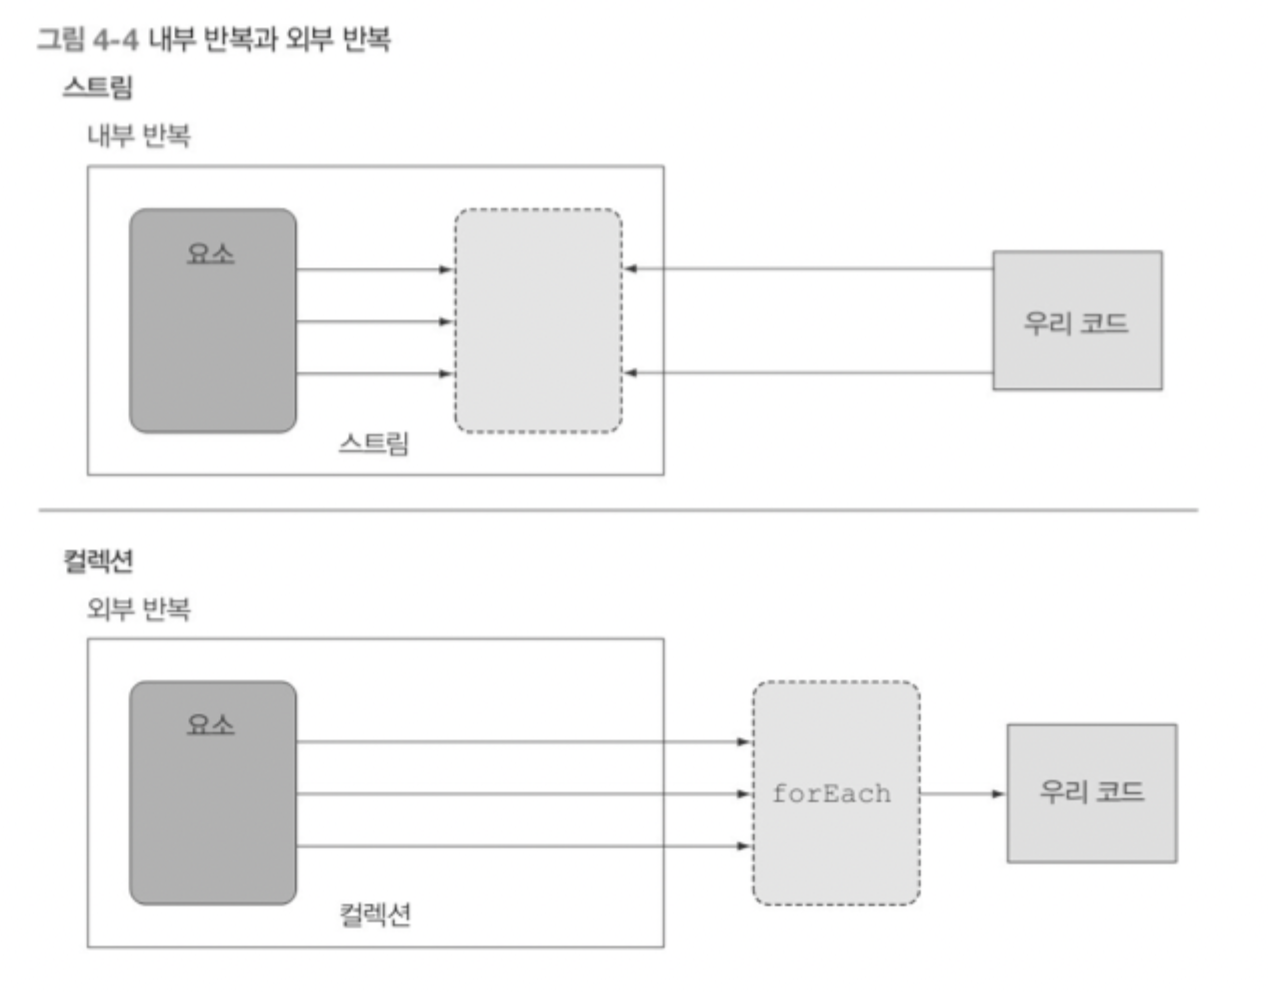 그림 4-4 내부 반복과 외부 반복
스트림
내부 반복
요소
우리 코드
스트림
컬렉션
외부 반복
요소
forEach
우리 코드
컬렉션